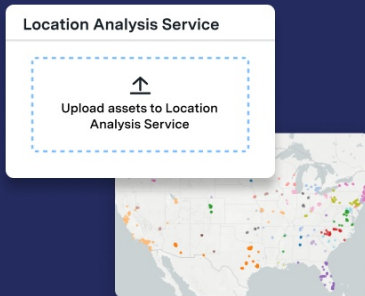 Location Analysis Service
Upload assets to Location
Analysis Service